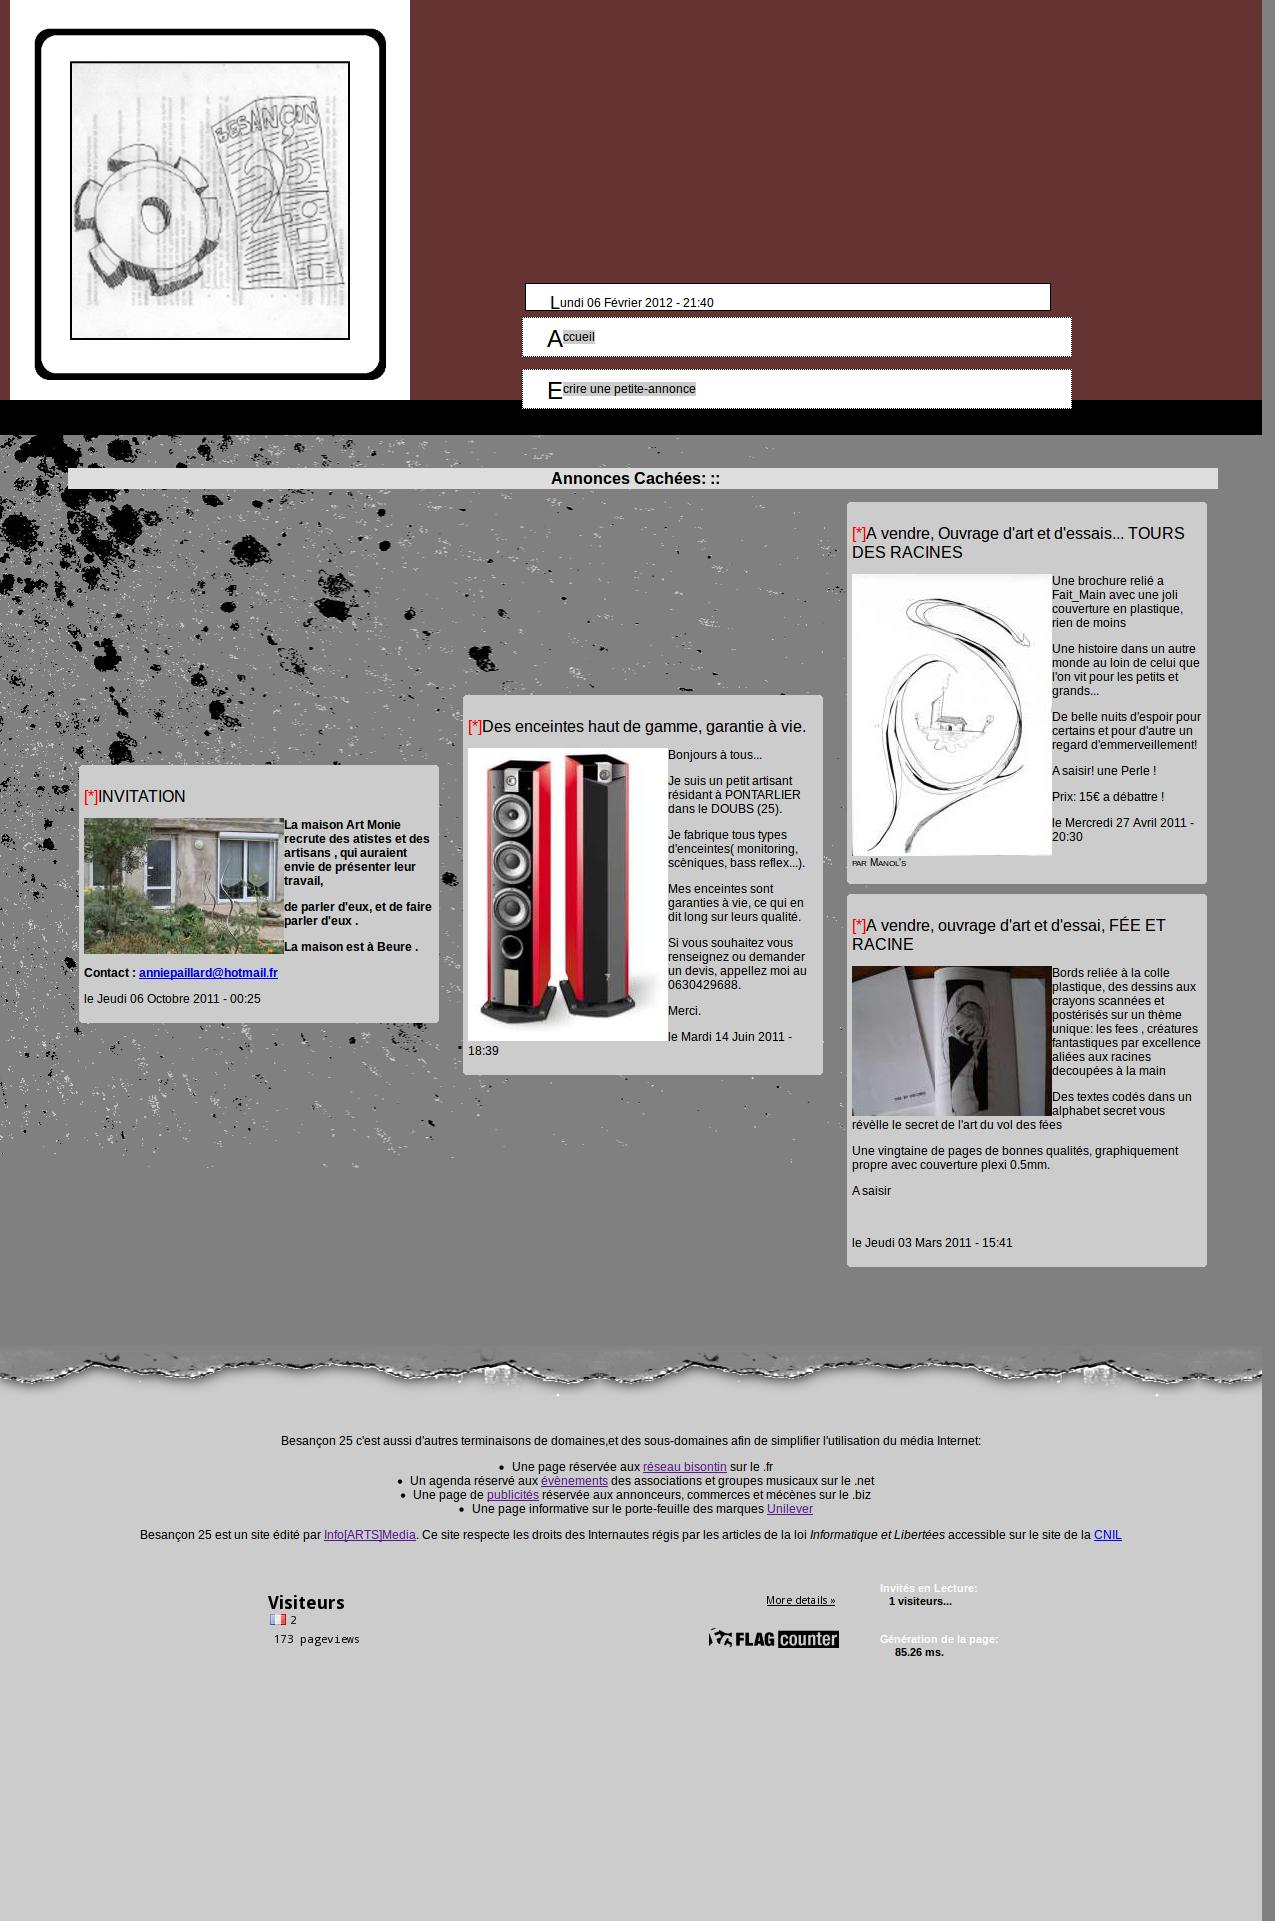 BESANÇON
25
Lundi 06 Février 2012 - 21:40
Accueil
Ecrire une petite-annonce
Annonces Cachées: ::
[*]INVITATION
La maison Art Monie
recrute des atistes et des
artisans , qui auraient
envie de présenter leur
travail,
de parler d'eux, et de faire
parler d'eux .
La maison est à Beure .
Contact : anniepaillard@hotmail.fr
le Jeudi 06 Octobre 2011 - 00:25
[*]Des enceintes haut de gamme, garantie à vie.
Bonjours à tous...
Je suis un petit artisant
résidant à PONTARLIER
dans le DOUBS (25).
Je fabrique tous types
d'enceintes( monitoring,
scèniques, bass reflex...).
Mes enceintes sont
garanties à vie, ce qui en
dit long sur leurs qualité.
Si vous souhaitez vous
renseignez ou demander
un devis, appellez moi au
0630429688.
Merci.
le Mardi 14 Juin 2011 -
18:39
[*]A vendre, Ouvrage d'art et d'essais... TOURS
DES RACINES
Une brochure relié a
Fait_Main avec une joli
couverture en plastique,
rien de moins
Une histoire dans un autre
monde au loin de celui que
l'on vit pour les petits et
grands...
De belle nuits d'espoir pour
certains et pour d'autre un
regard d'emmerveillement!
A saisir! une Perle !
Prix: 15€ a débattre !
le Mercredi 27 Avril 2011 -
20:30
PAR MANOL'S
[*]A vendre, ouvrage d'art et d'essai, FÉE ET
RACINE
Bords reliée à la colle
plastique, des dessins aux
crayons scannées et
postérisés sur un thème
unique: les fees , créatures
fantastiques par excellence
aliées aux racines
decoupées à la main
Des textes codés dans un
alphabet secret vous
révèlle le secret de l'art du vol des fées
Une vingtaine de pages de bonnes qualités, graphiquement
propre avec couverture plexi 0.5mm.
A saisir
le Jeudi 03 Mars 2011 - 15:41
Besançon 25 c'est aussi d'autres terminaisons de domaines,et des sous-domaines afin de simplifier l'utilisation du média Internet:
• Une page réservée aux réseau bisontin sur le .fr
• Un agenda réservé aux évènements des associations et groupes musicaux sur le .net
• Une page de publicités réservée aux annonceurs, commerces et mécènes sur le .biz
• Une page informative sur le porte-feuille des marques Unilever
Besançon 25 est un site édité par Info[ARTS]Media. Ce site respecte les droits des Internautes régis par les articles de la loi Informatique et Libertées accessible sur le site de la CNIL
Visiteurs
2
173 pageviews
More details »
FLAG counter
Invités en Lecture:
1 visiteurs...
Génération de la page:
85.26 ms.